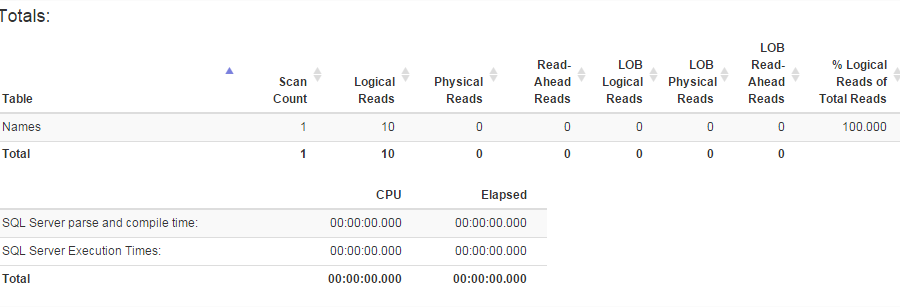 Totals:
Table Scan Count Logical Reads Physical Reads Read-Ahead Reads LOB Logical Reads LOB Physical Reads LOB Read-Ahead Reads % Logical Reads of Total Reads
Names 1 10 0 0 0 0 0 100.000
Total 1 10 0 0 0 0 0
CPU Elapsed
SQL Server parse and compile time: 00:00:00.000 00:00:00.000
SQL Server Execution Times: 00:00:00.000 00:00:00.000
Total 00:00:00.000 00:00:00.000